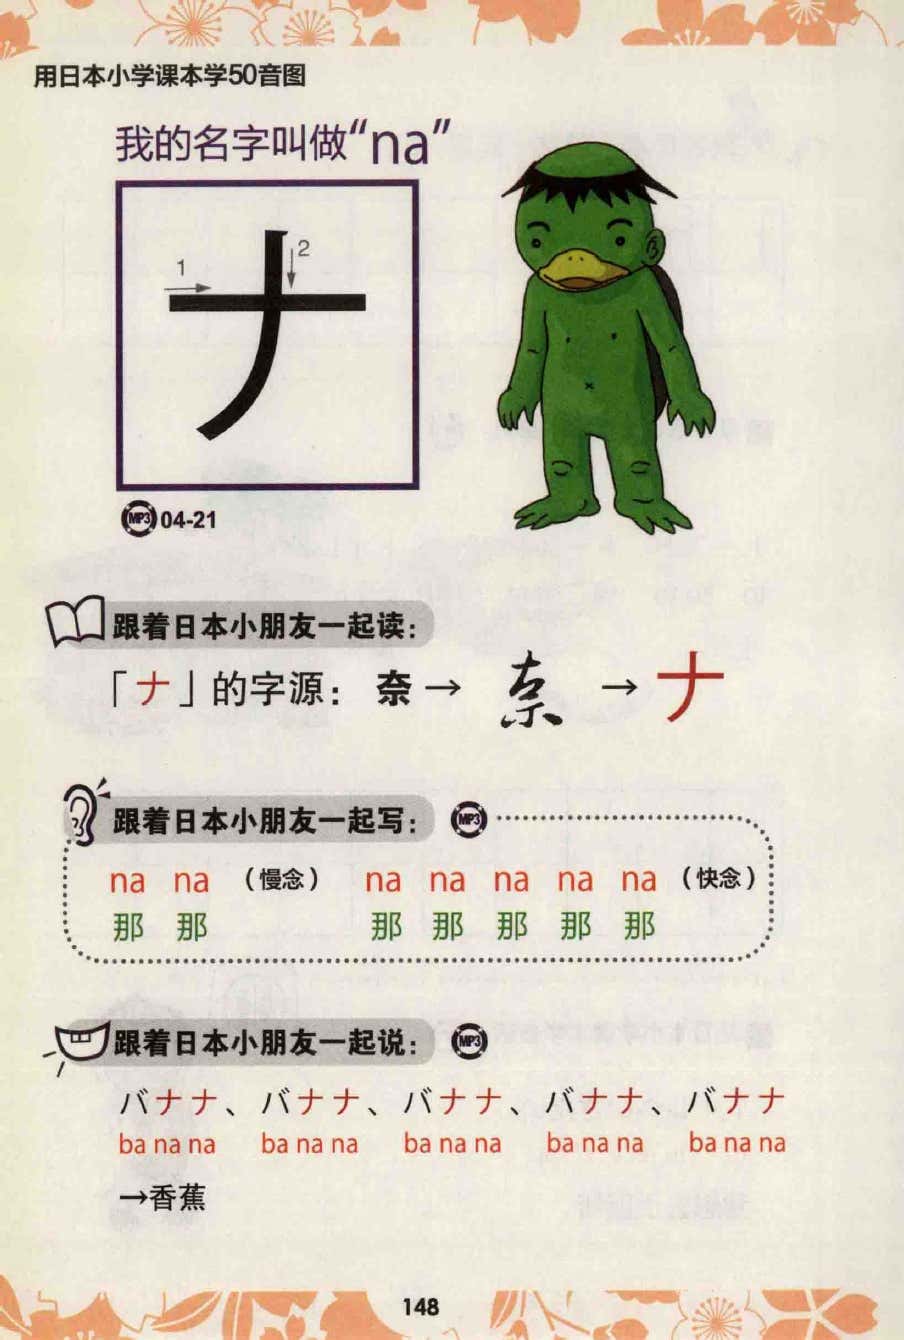 用日本小学课本学50音图
我的名字叫做“na”
1
2
ナ
MP3 04-21
跟着日本小朋友一起读：
「ナ」的字源：奈→奈→ナ
跟着日本小朋友一起写： MP3
na na （慢念） na na na na na （快念）
那 那 那 那 那 那 那
跟着日本小朋友一起说： MP3
バナナ、バナナ、バナナ、バナナ、バナナ
ba na na ba na na ba na na ba na na ba na na
→香蕉
148